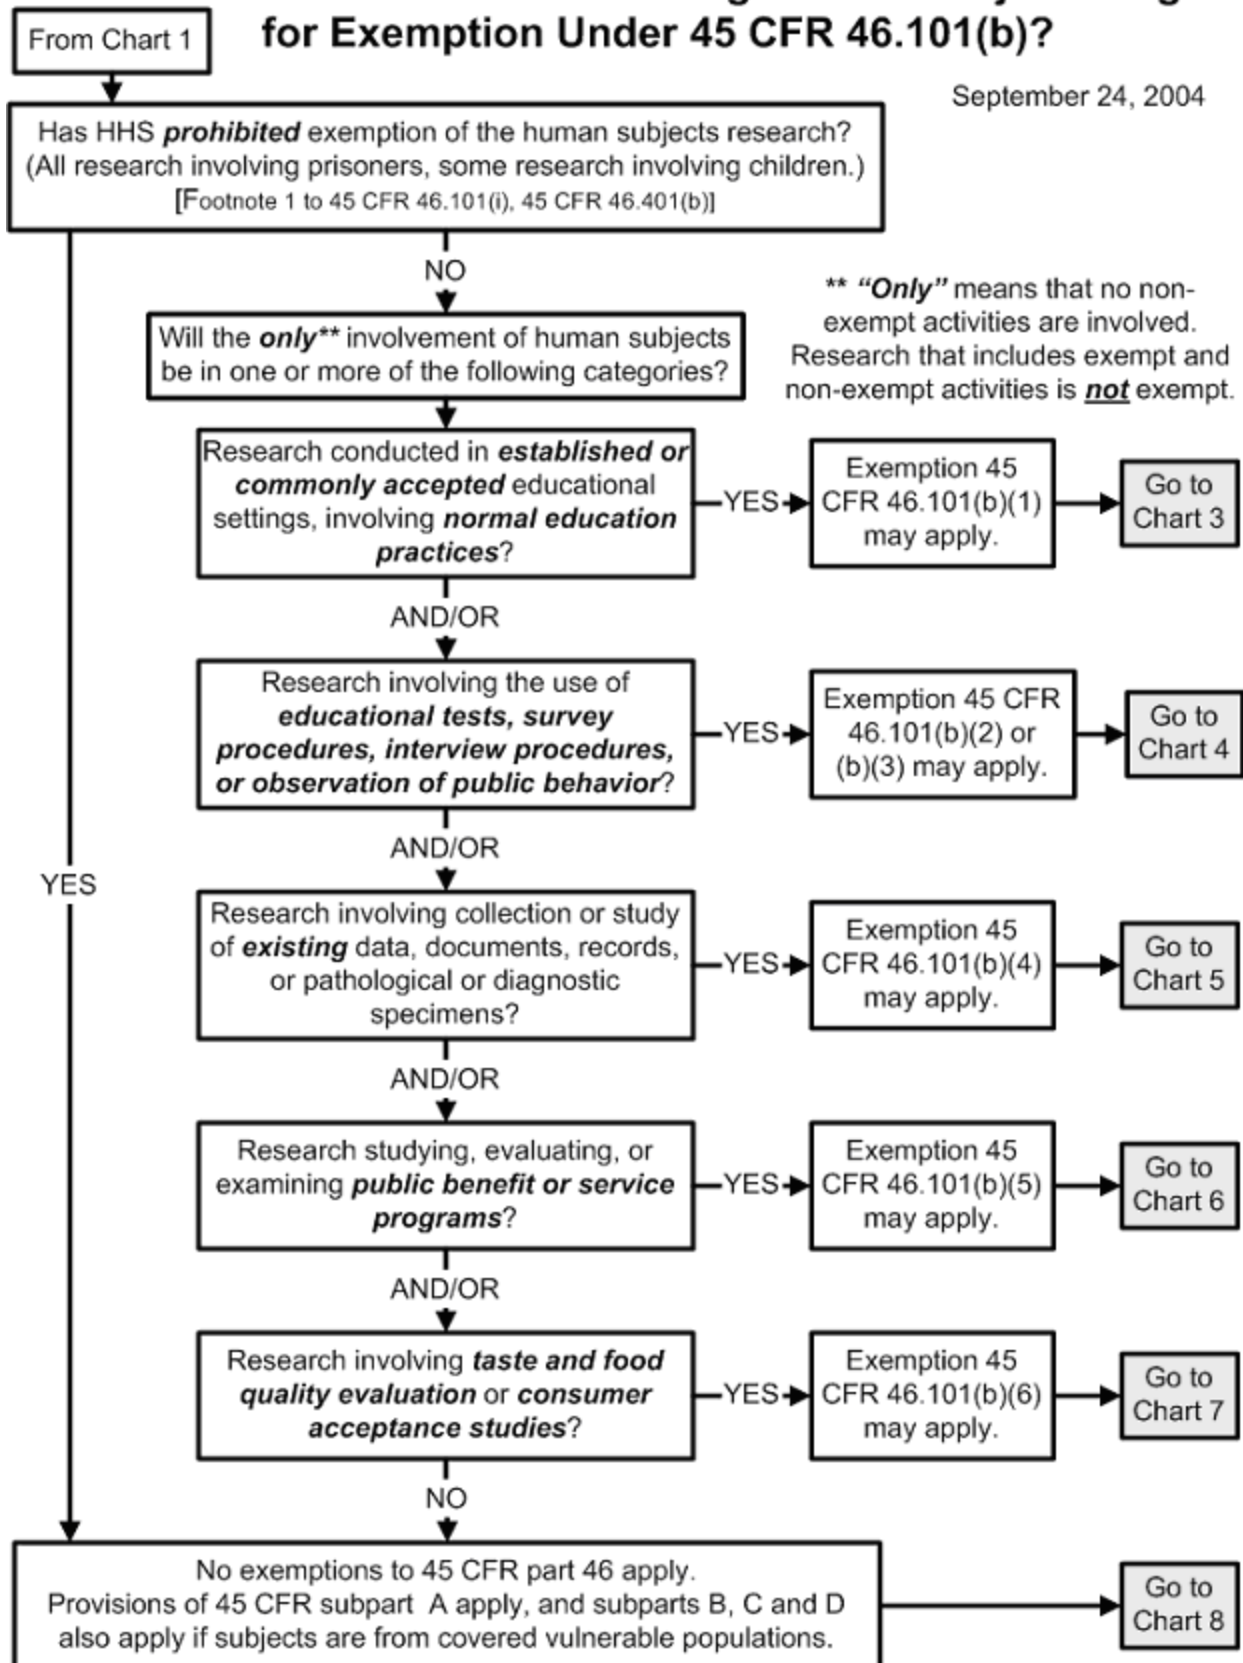 for Exemption Under 45 CFR 46.101(b)?
From Chart 1
September 24, 2004
Has HHS prohibited exemption of the human subjects research?
(All research involving prisoners, some research involving children.)
[Footnote 1 to 45 CFR 46.101(i), 45 CFR 46.401(b)]
NO
** “Only” means that no non-
exempt activities are involved.
Research that includes exempt and
non-exempt activities is not exempt.
Will the only** involvement of human subjects
be in one or more of the following categories?
Research conducted in established or
commonly accepted educational
settings, involving normal education
practices?
YES
Exemption 45
CFR 46.101(b)(1)
may apply.
Go to
Chart 3
AND/OR
Research involving the use of
educational tests, survey
procedures, interview procedures,
or observation of public behavior?
YES
Exemption 45 CFR
46.101(b)(2) or
(b)(3) may apply.
Go to
Chart 4
AND/OR
YES
Research involving collection or study
of existing data, documents, records,
or pathological or diagnostic
specimens?
YES
Exemption 45
CFR 46.101(b)(4)
may apply.
Go to
Chart 5
AND/OR
Research studying, evaluating, or
examining public benefit or service
programs?
YES
Exemption 45
CFR 46.101(b)(5)
may apply.
Go to
Chart 6
AND/OR
Research involving taste and food
quality evaluation or consumer
acceptance studies?
YES
Exemption 45
CFR 46.101(b)(6)
may apply.
Go to
Chart 7
NO
No exemptions to 45 CFR part 46 apply.
Provisions of 45 CFR subpart A apply, and subparts B, C and D
also apply if subjects are from covered vulnerable populations.
Go to
Chart 8